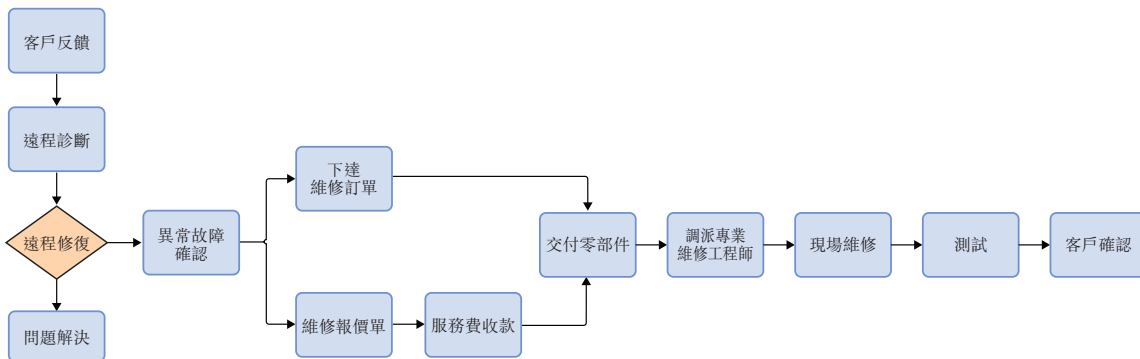 客戶反饋
遠程診斷
遠程修復
問題解決
異常故障
確認
下達
維修訂單
維修報價單
服務費收款
交付零部件
調派專業
維修工程師
現場維修
測試
客戶確認